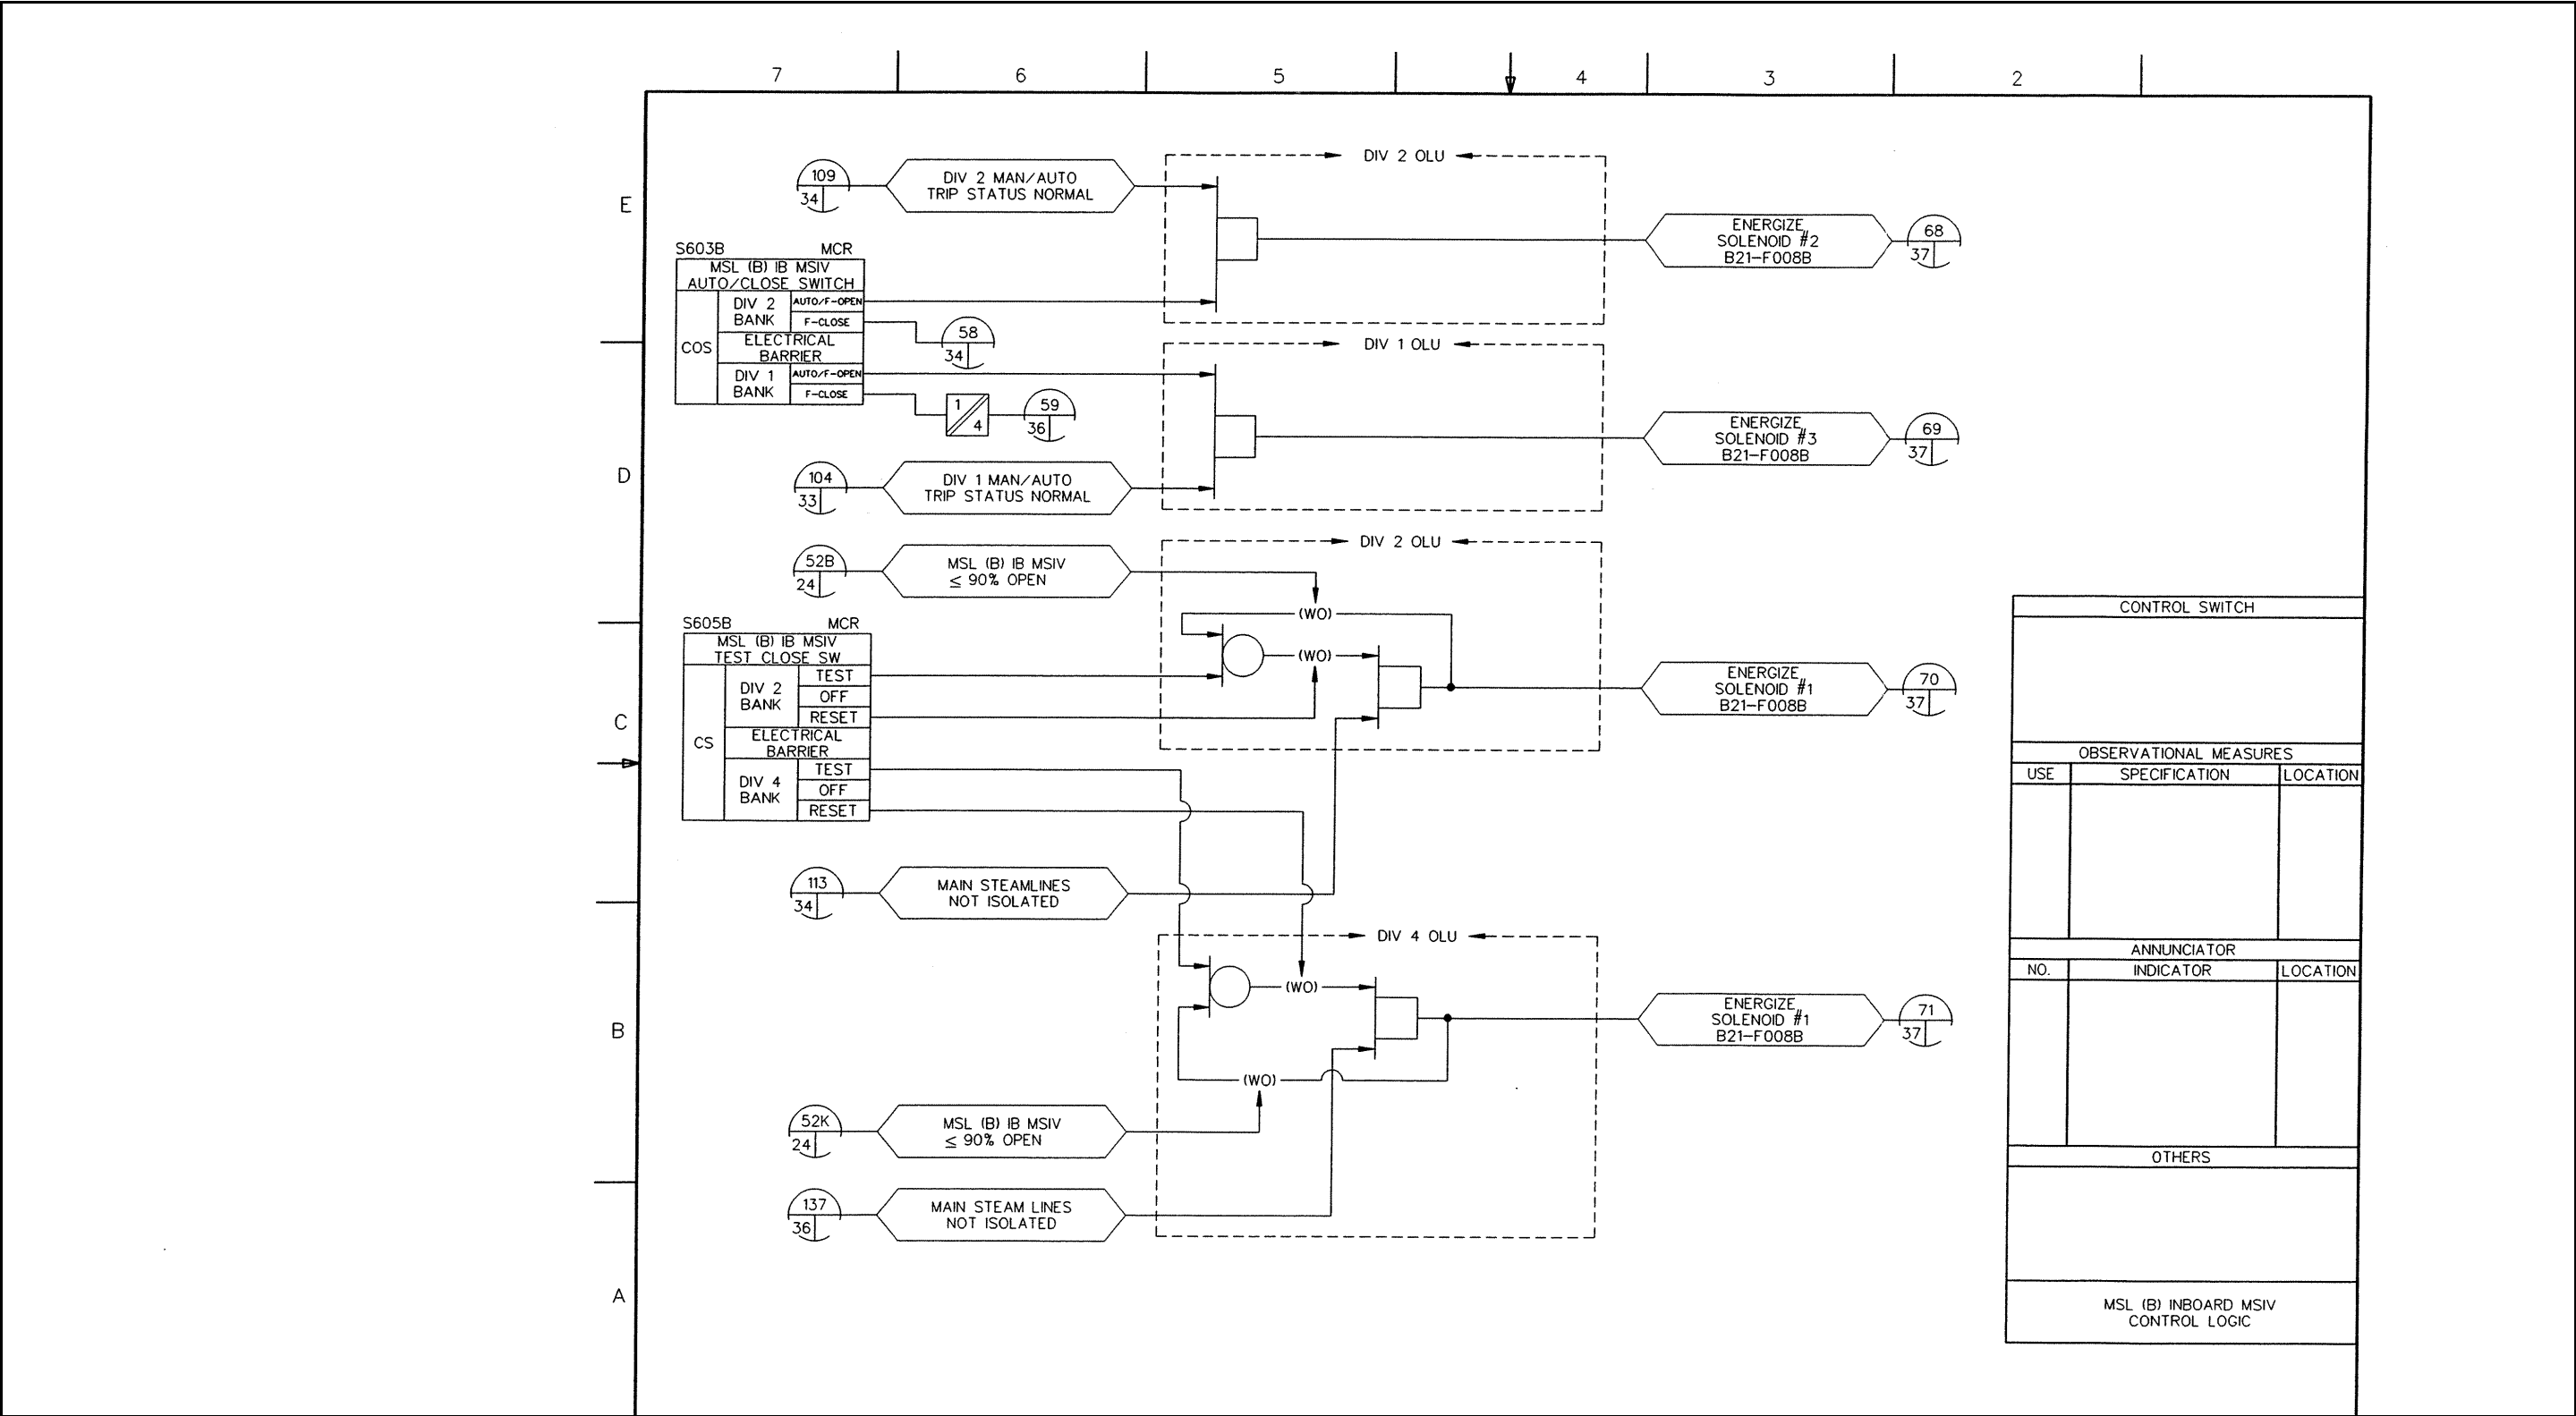 7 6 5 4 3 2
E
D
C
B
A
DIV 2 OLU
109
34
DIV 2 MAN/AUTO
TRIP STATUS NORMAL
ENERGIZE
SOLENOID #2
B21-F008B
68
37
S603B MCR
MSL (B) IB MSIV
AUTO/CLOSE SWITCH
COS
DIV 2
BANK
AUTO/F-OPEN
F-CLOSE
ELECTRICAL
BARRIER
DIV 1
BANK
AUTO/F-OPEN
F-CLOSE
58
34
1
4
59
36
DIV 1 OLU
ENERGIZE
SOLENOID #3
B21-F008B
69
37
104
33
DIV 1 MAN/AUTO
TRIP STATUS NORMAL
DIV 2 OLU
52B
24
MSL (B) IB MSIV
≤ 90% OPEN
(WO)
(WO)
S605B MCR
MSL (B) IB MSIV
TEST CLOSE SW
CS
DIV 2
BANK
TEST
OFF
RESET
ELECTRICAL
BARRIER
DIV 4
BANK
TEST
OFF
RESET
ENERGIZE
SOLENOID #1
B21-F008B
70
37
113
34
MAIN STEAMLINES
NOT ISOLATED
DIV 4 OLU
(WO)
(WO)
ENERGIZE
SOLENOID #1
B21-F008B
71
37
52K
24
MSL (B) IB MSIV
≤ 90% OPEN
137
36
MAIN STEAM LINES
NOT ISOLATED
CONTROL SWITCH
OBSERVATIONAL MEASURES
USE SPECIFICATION LOCATION
ANNUNCIATOR
NO. INDICATOR LOCATION
OTHERS
MSL (B) INBOARD MSIV
CONTROL LOGIC